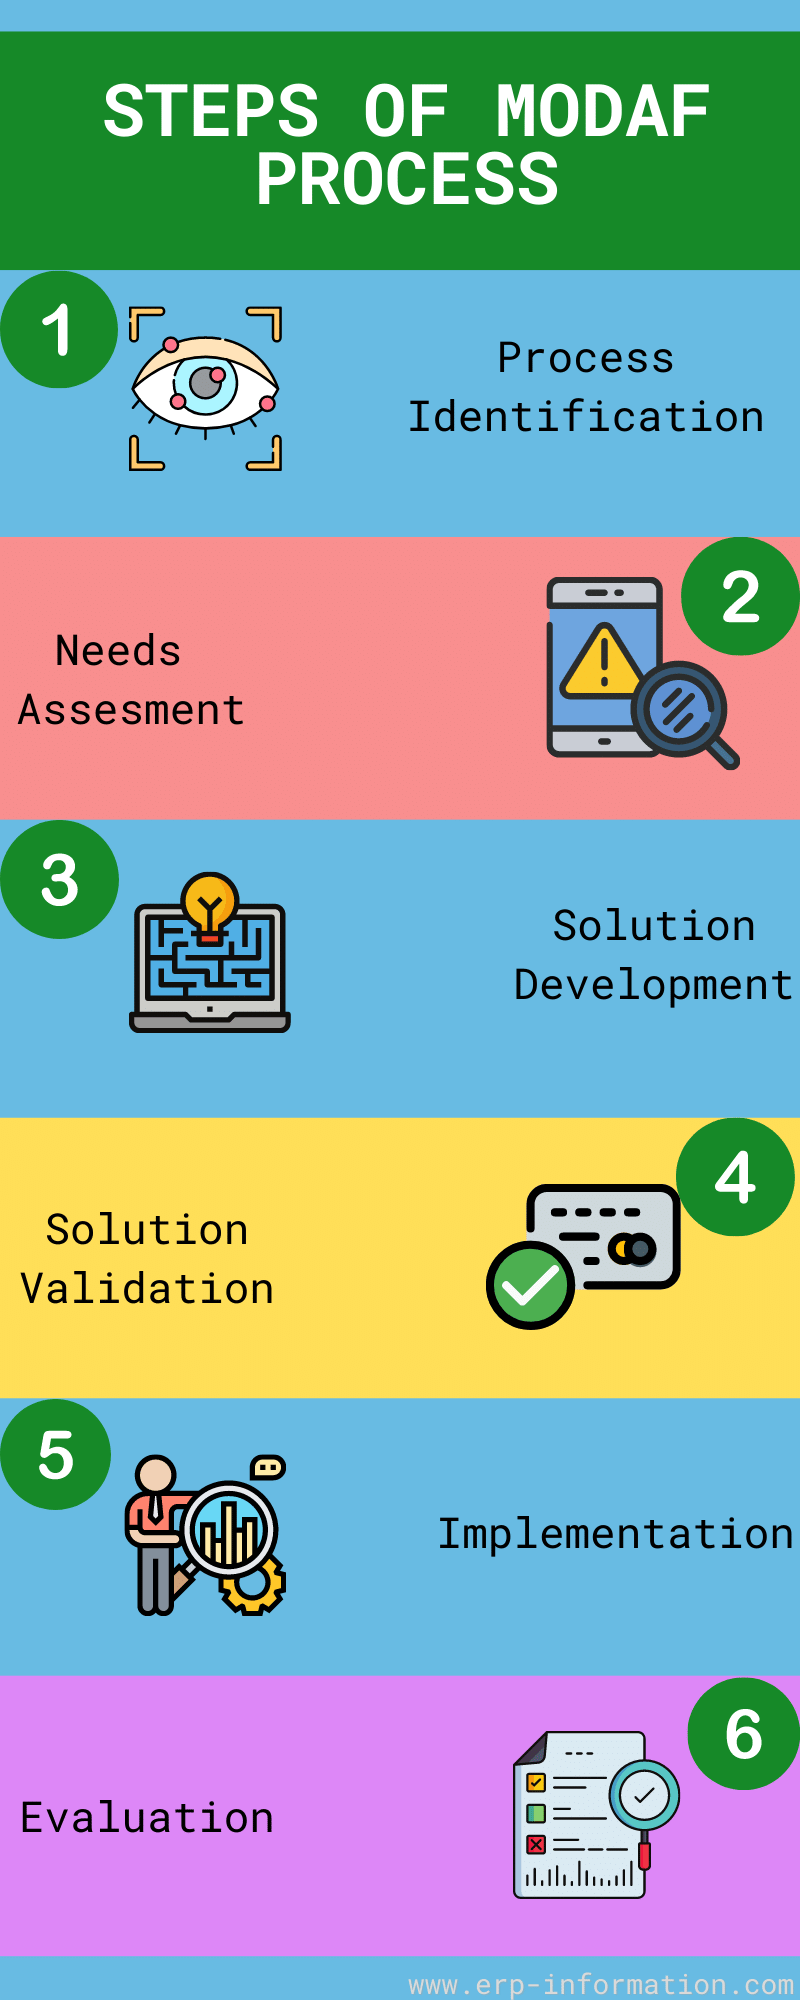 STEPS OF MODAF
PROCESS
1
Process
Identification
2
Needs
Assesment
3
Solution
Development
4
Solution
Validation
5
Implementation
6
Evaluation
www.erp-information.com